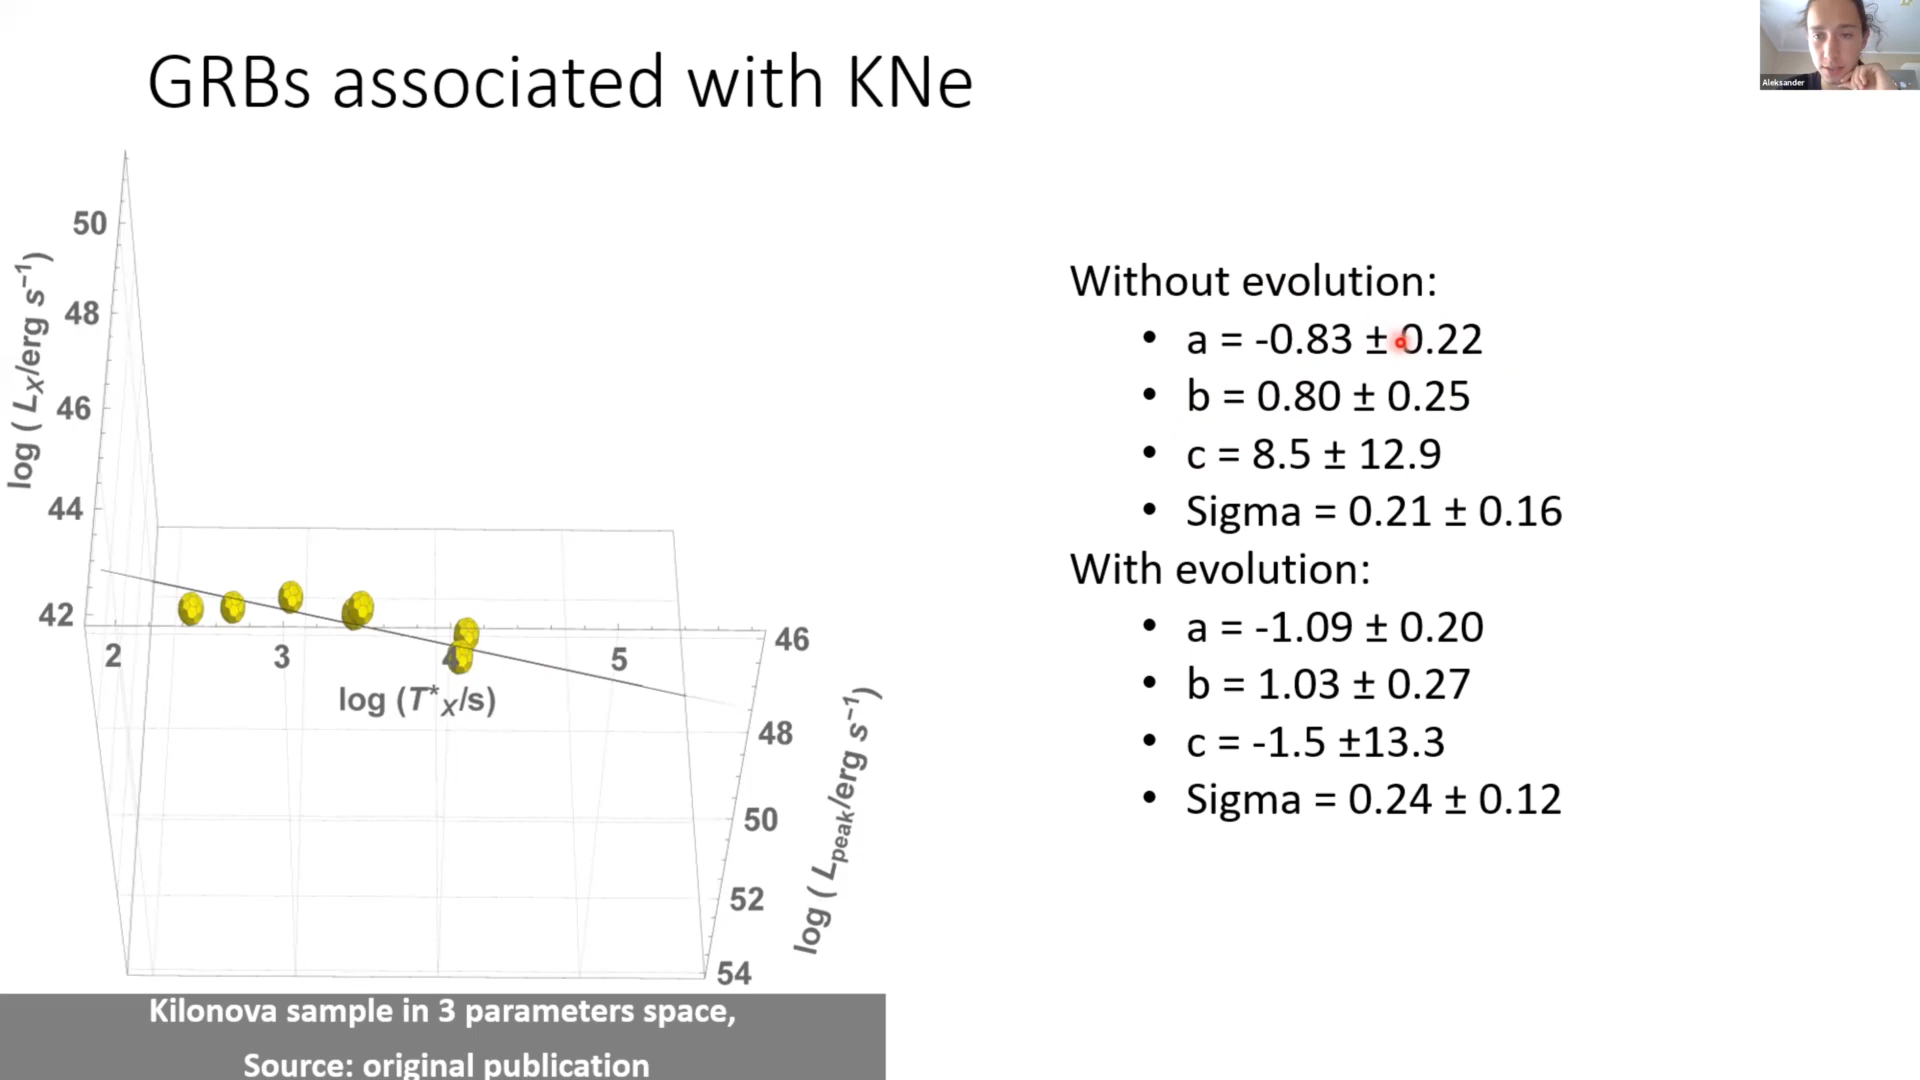 GRBs associated with KNe
Aleksander
log ( LX/erg s−1)
50
48
46
44
42
2
3
4
5
log (T*X/s)
46
48
50
52
54
log ( Lpeak/erg s−1)
Kilonova sample in 3 parameters space,
Source: original publication
Without evolution:
• a = -0.83 ± 0.22
• b = 0.80 ± 0.25
• c = 8.5 ± 12.9
• Sigma = 0.21 ± 0.16
With evolution:
• a = -1.09 ± 0.20
• b = 1.03 ± 0.27
• c = -1.5 ±13.3
• Sigma = 0.24 ± 0.12